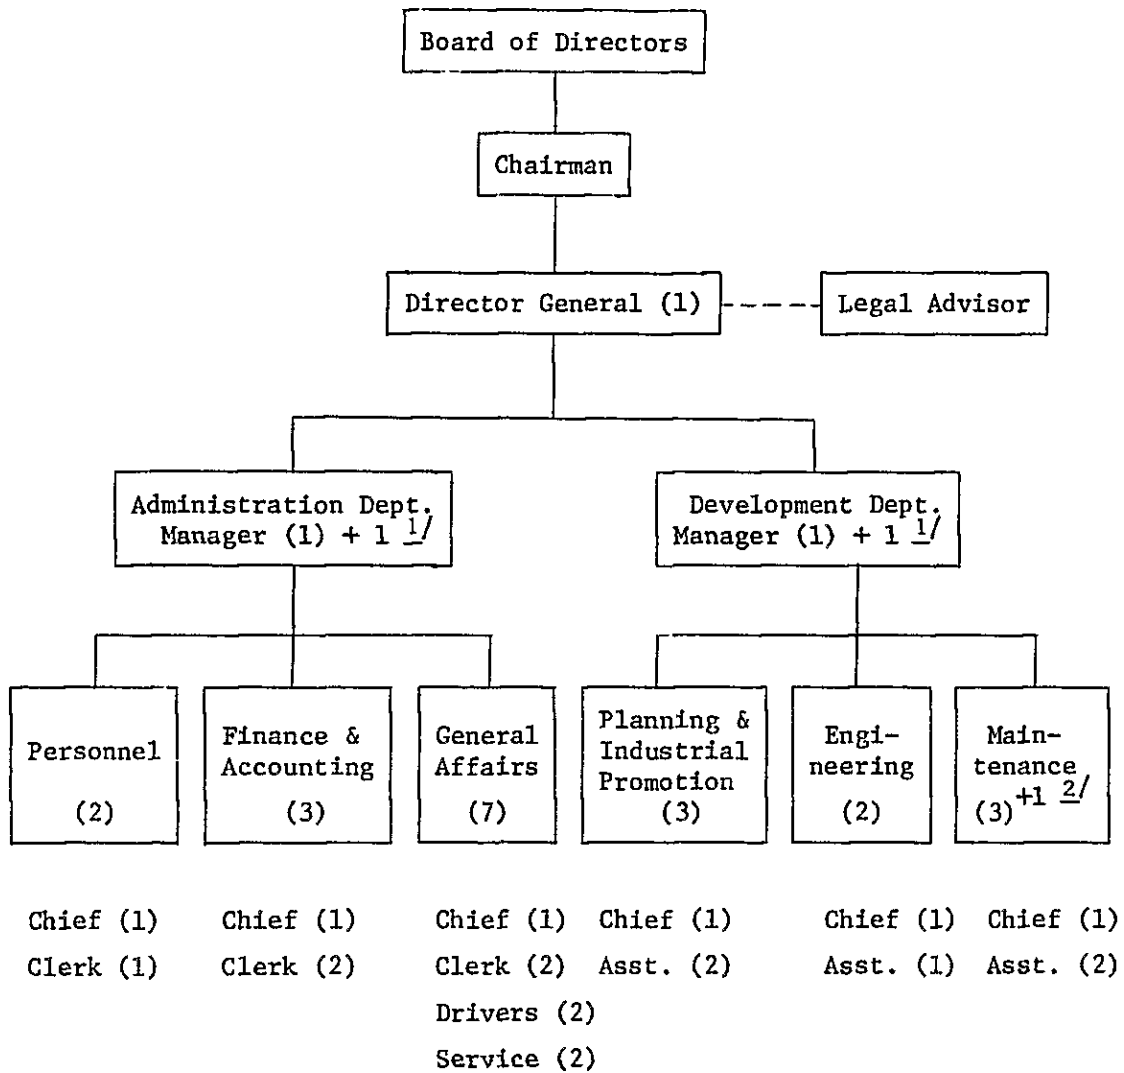 Board of Directors
Chairman
Director General (1)
Legal Advisor
Administration Dept.
Manager (1) + 1 1/
Development Dept.
Manager (1) + 1 1/
Personnel
(2)
Finance &
Accounting
(3)
General
Affairs
(7)
Planning &
Industrial
Promotion
(3)
Engi-
neering
(2)
Main-
tenance
(3) +1 2/
Chief (1)
Clerk (1)
Chief (1)
Clerk (2)
Chief (1)
Clerk (2)
Drivers (2)
Service (2)
Chief (1)
Asst. (2)
Chief (1)
Asst. (1)
Chief (1)
Asst. (2)